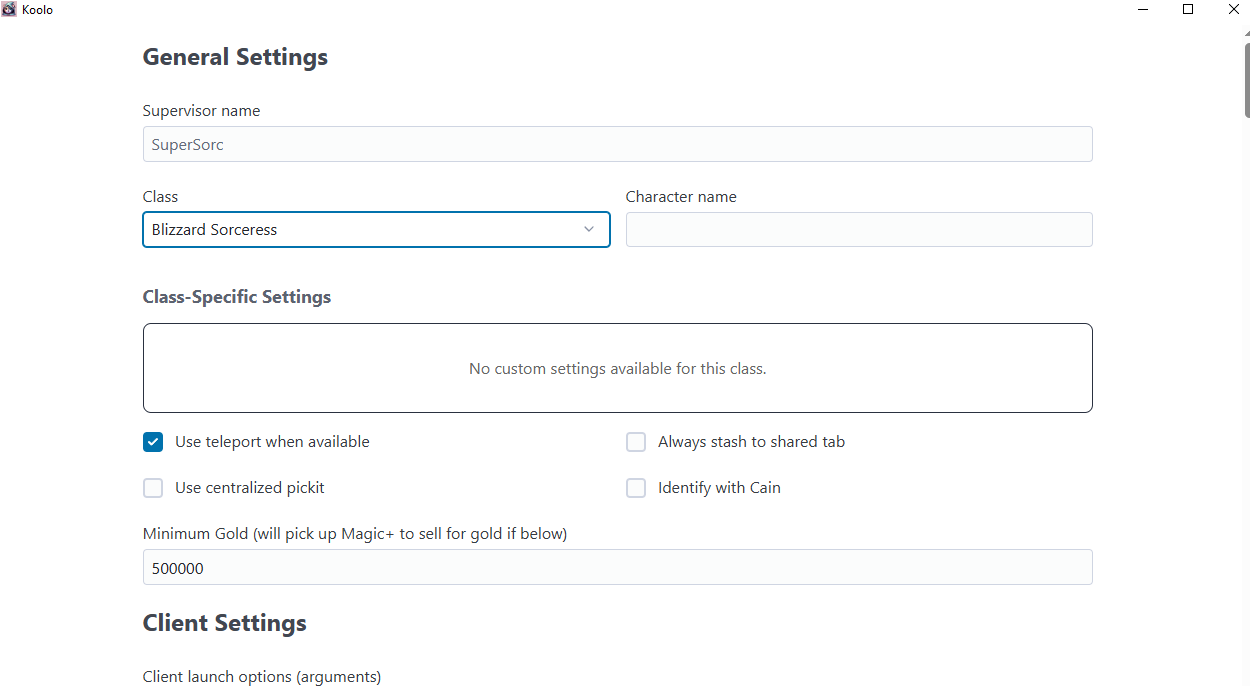 Koolo
General Settings
Supervisor name
SuperSorc
Class
Character name
Blizzard Sorceress
Class-Specific Settings
No custom settings available for this class.
Use teleport when available
Always stash to shared tab
Use centralized pickit
Identify with Cain
Minimum Gold (will pick up Magic+ to sell for gold if below)
500000
Client Settings
Client launch options (arguments)